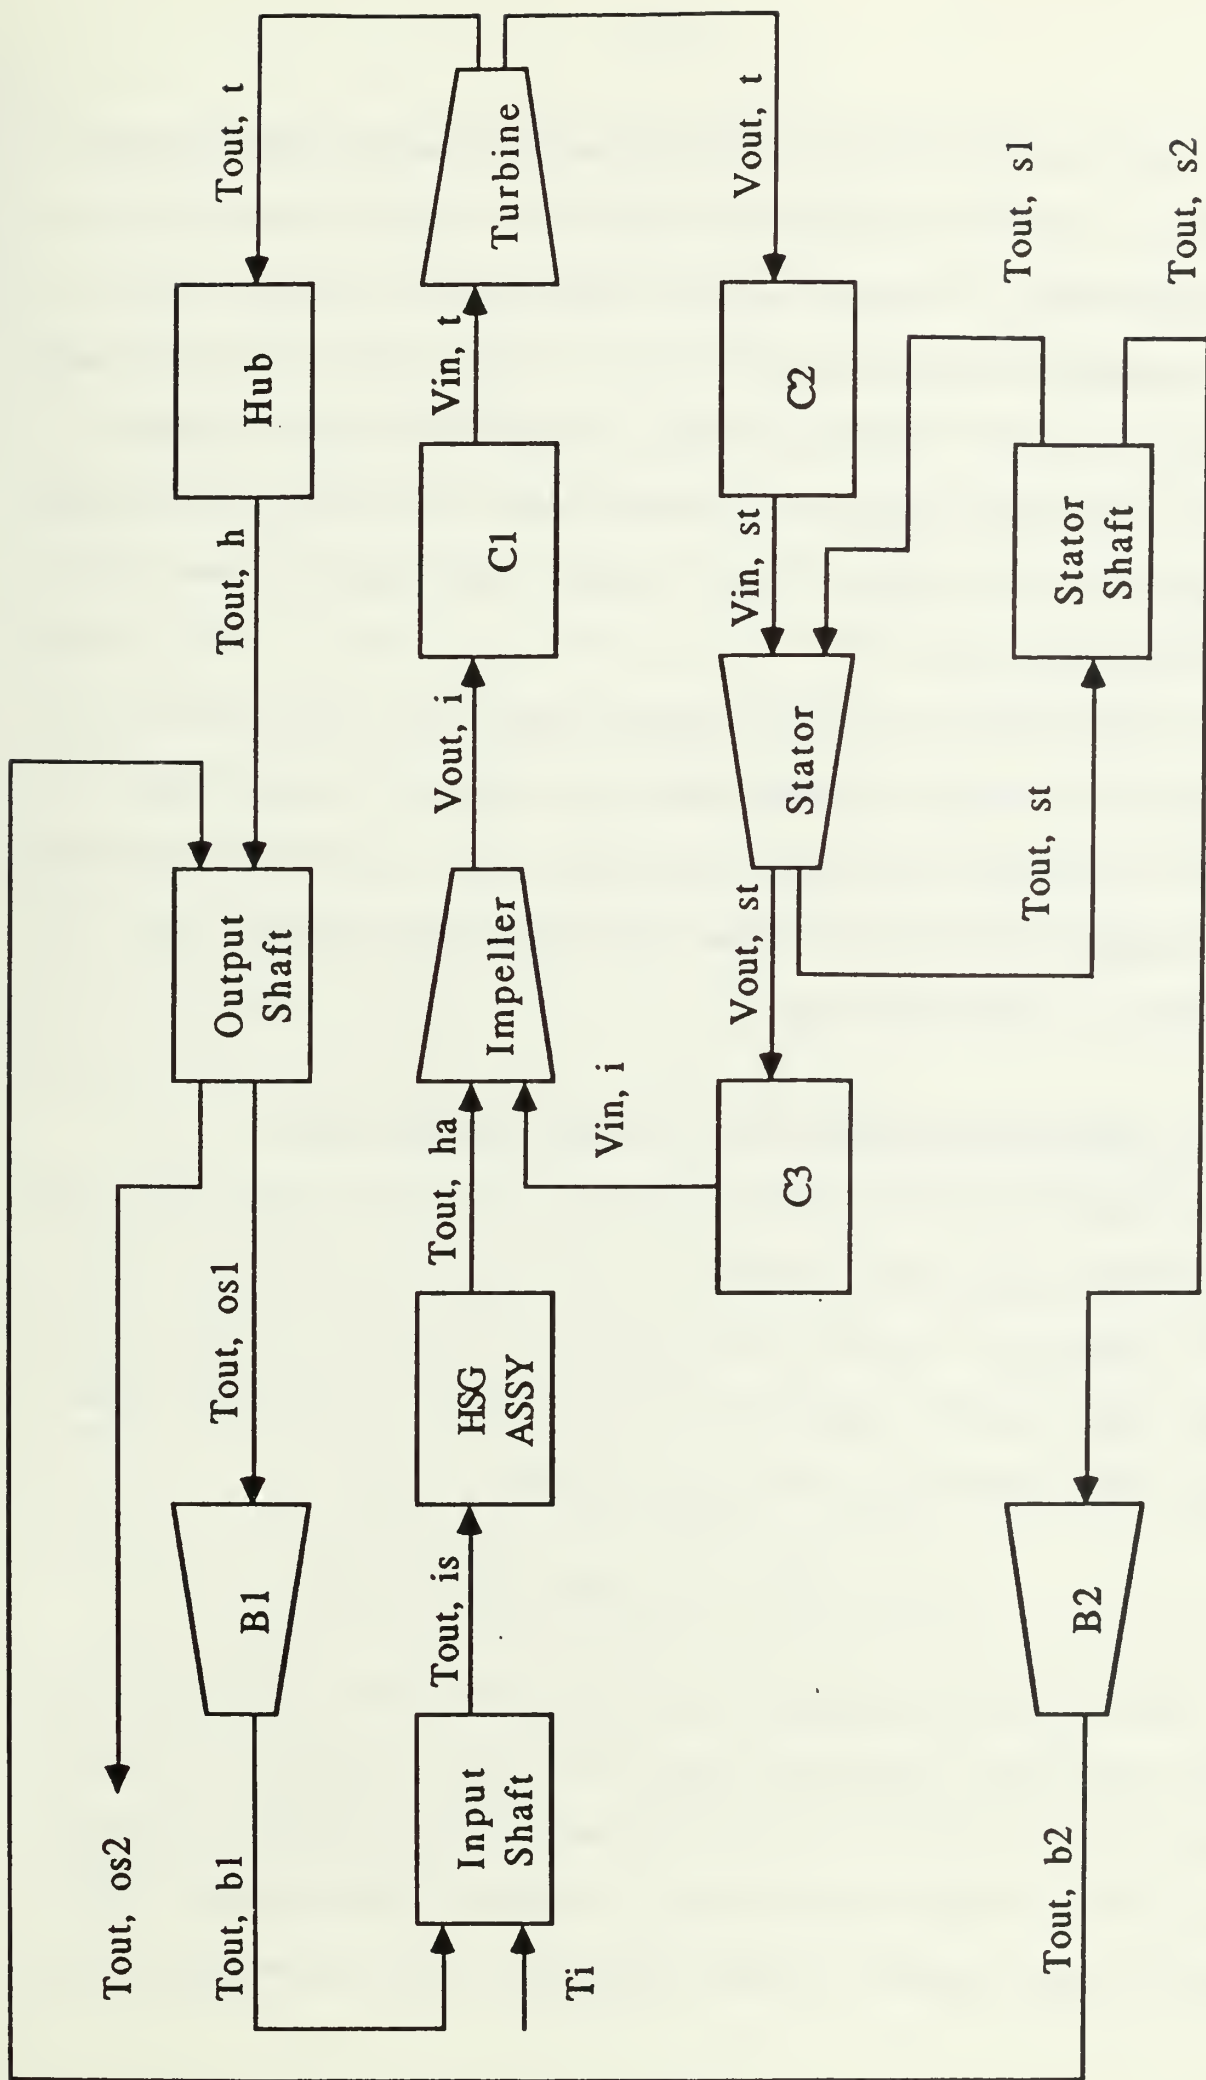 Tout, os2
Tout, b1
B1
Tout, os1
Output
Shaft
Tout, h
Hub
Tout, t
Ti
Input
Shaft
Tout, is
HSG
ASSY
Tout, ha
Impeller
Vout, i
C1
Vin, t
Turbine
Vin, i
C3
Vout, st
Stator
Vin, st
C2
Vout, t
Tout, b2
B2
Tout, st
Stator
Shaft
Tout, s1
Tout, s2